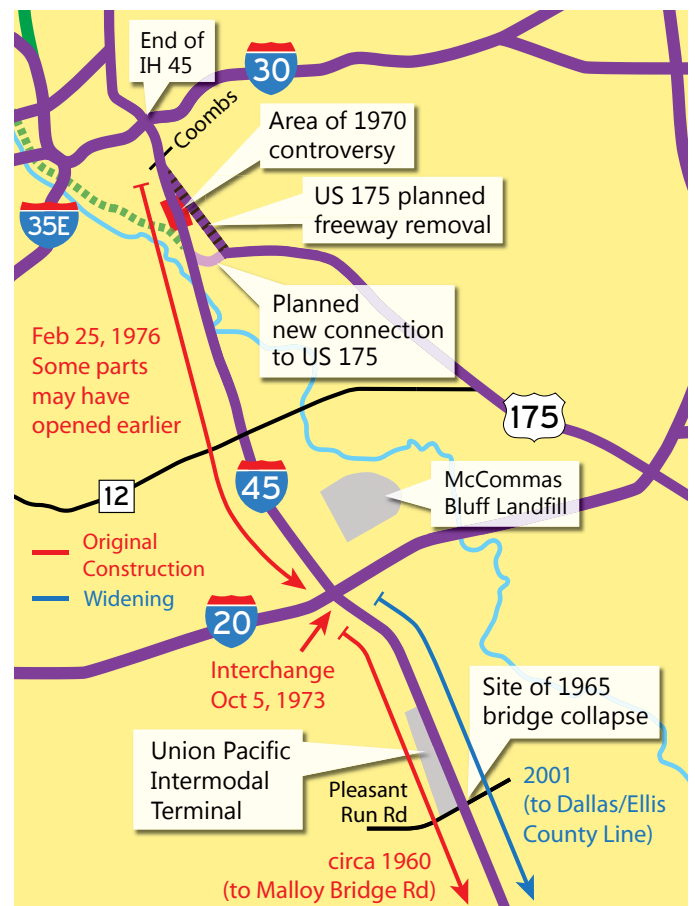 End of
IH 45
30
Coombs
Area of 1970
controversy
US 175 planned
freeway removal
35E
Planned
new connection
to US 175
Feb 25, 1976
Some parts
may have
opened earlier
175
12
45
McCommas
Bluff Landfill
Original
Construction
Widening
20
Interchange
Oct 5, 1973
Site of 1965
bridge collapse
Union Pacific
Intermodal
Terminal
Pleasant
Run Rd
2001
(to Dallas/Ellis
County Line)
circa 1960
(to Malloy Bridge Rd)